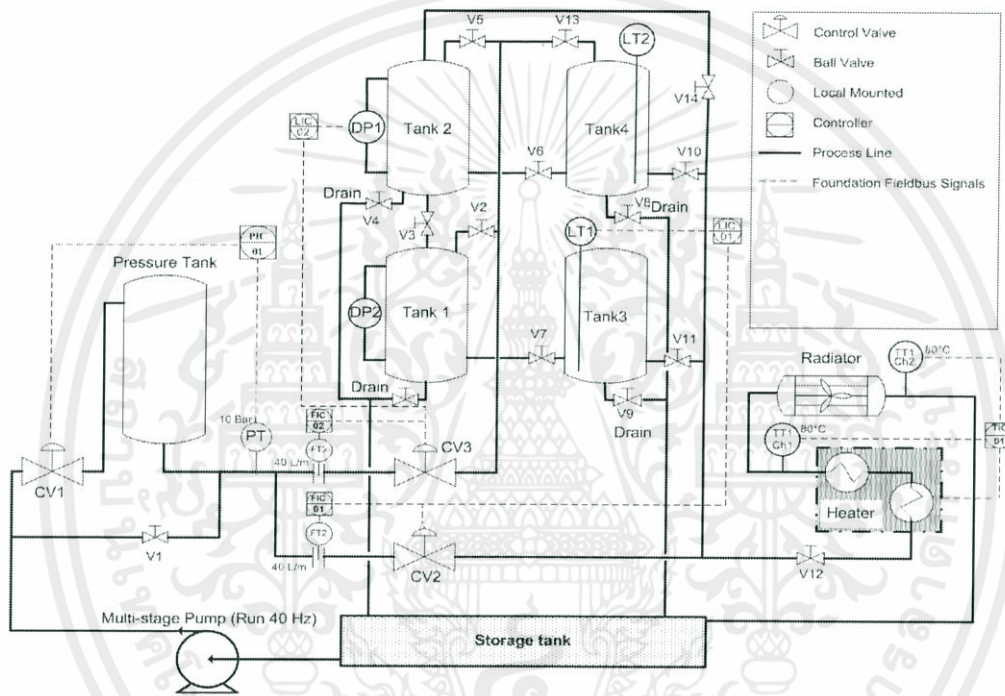 V5
V13
LT2
V14
Control Valve
Ball Valve
Local Mounted
Controller
Process Line
Foundation Fieldbus Signals
LIC
02
DP1
Tank 2
Tank4
V6
V10
Drain
V4
V3
V2
V8
Drain
LT1
LIC
01
PIC
01
Pressure Tank
DP2
Tank 1
Tank3
V7
V11
Drain
V9
Drain
Radiator
TT1
Ch2
80°C
TT1
Ch1
80°C
TIC
01
Heater
10 Bar
PT
FIC
02
FT2
40 L/m
CV3
CV1
FIC
01
FT2
40 L/m
CV2
V1
V12
Multi-stage Pump (Run 40 Hz)
Storage tank